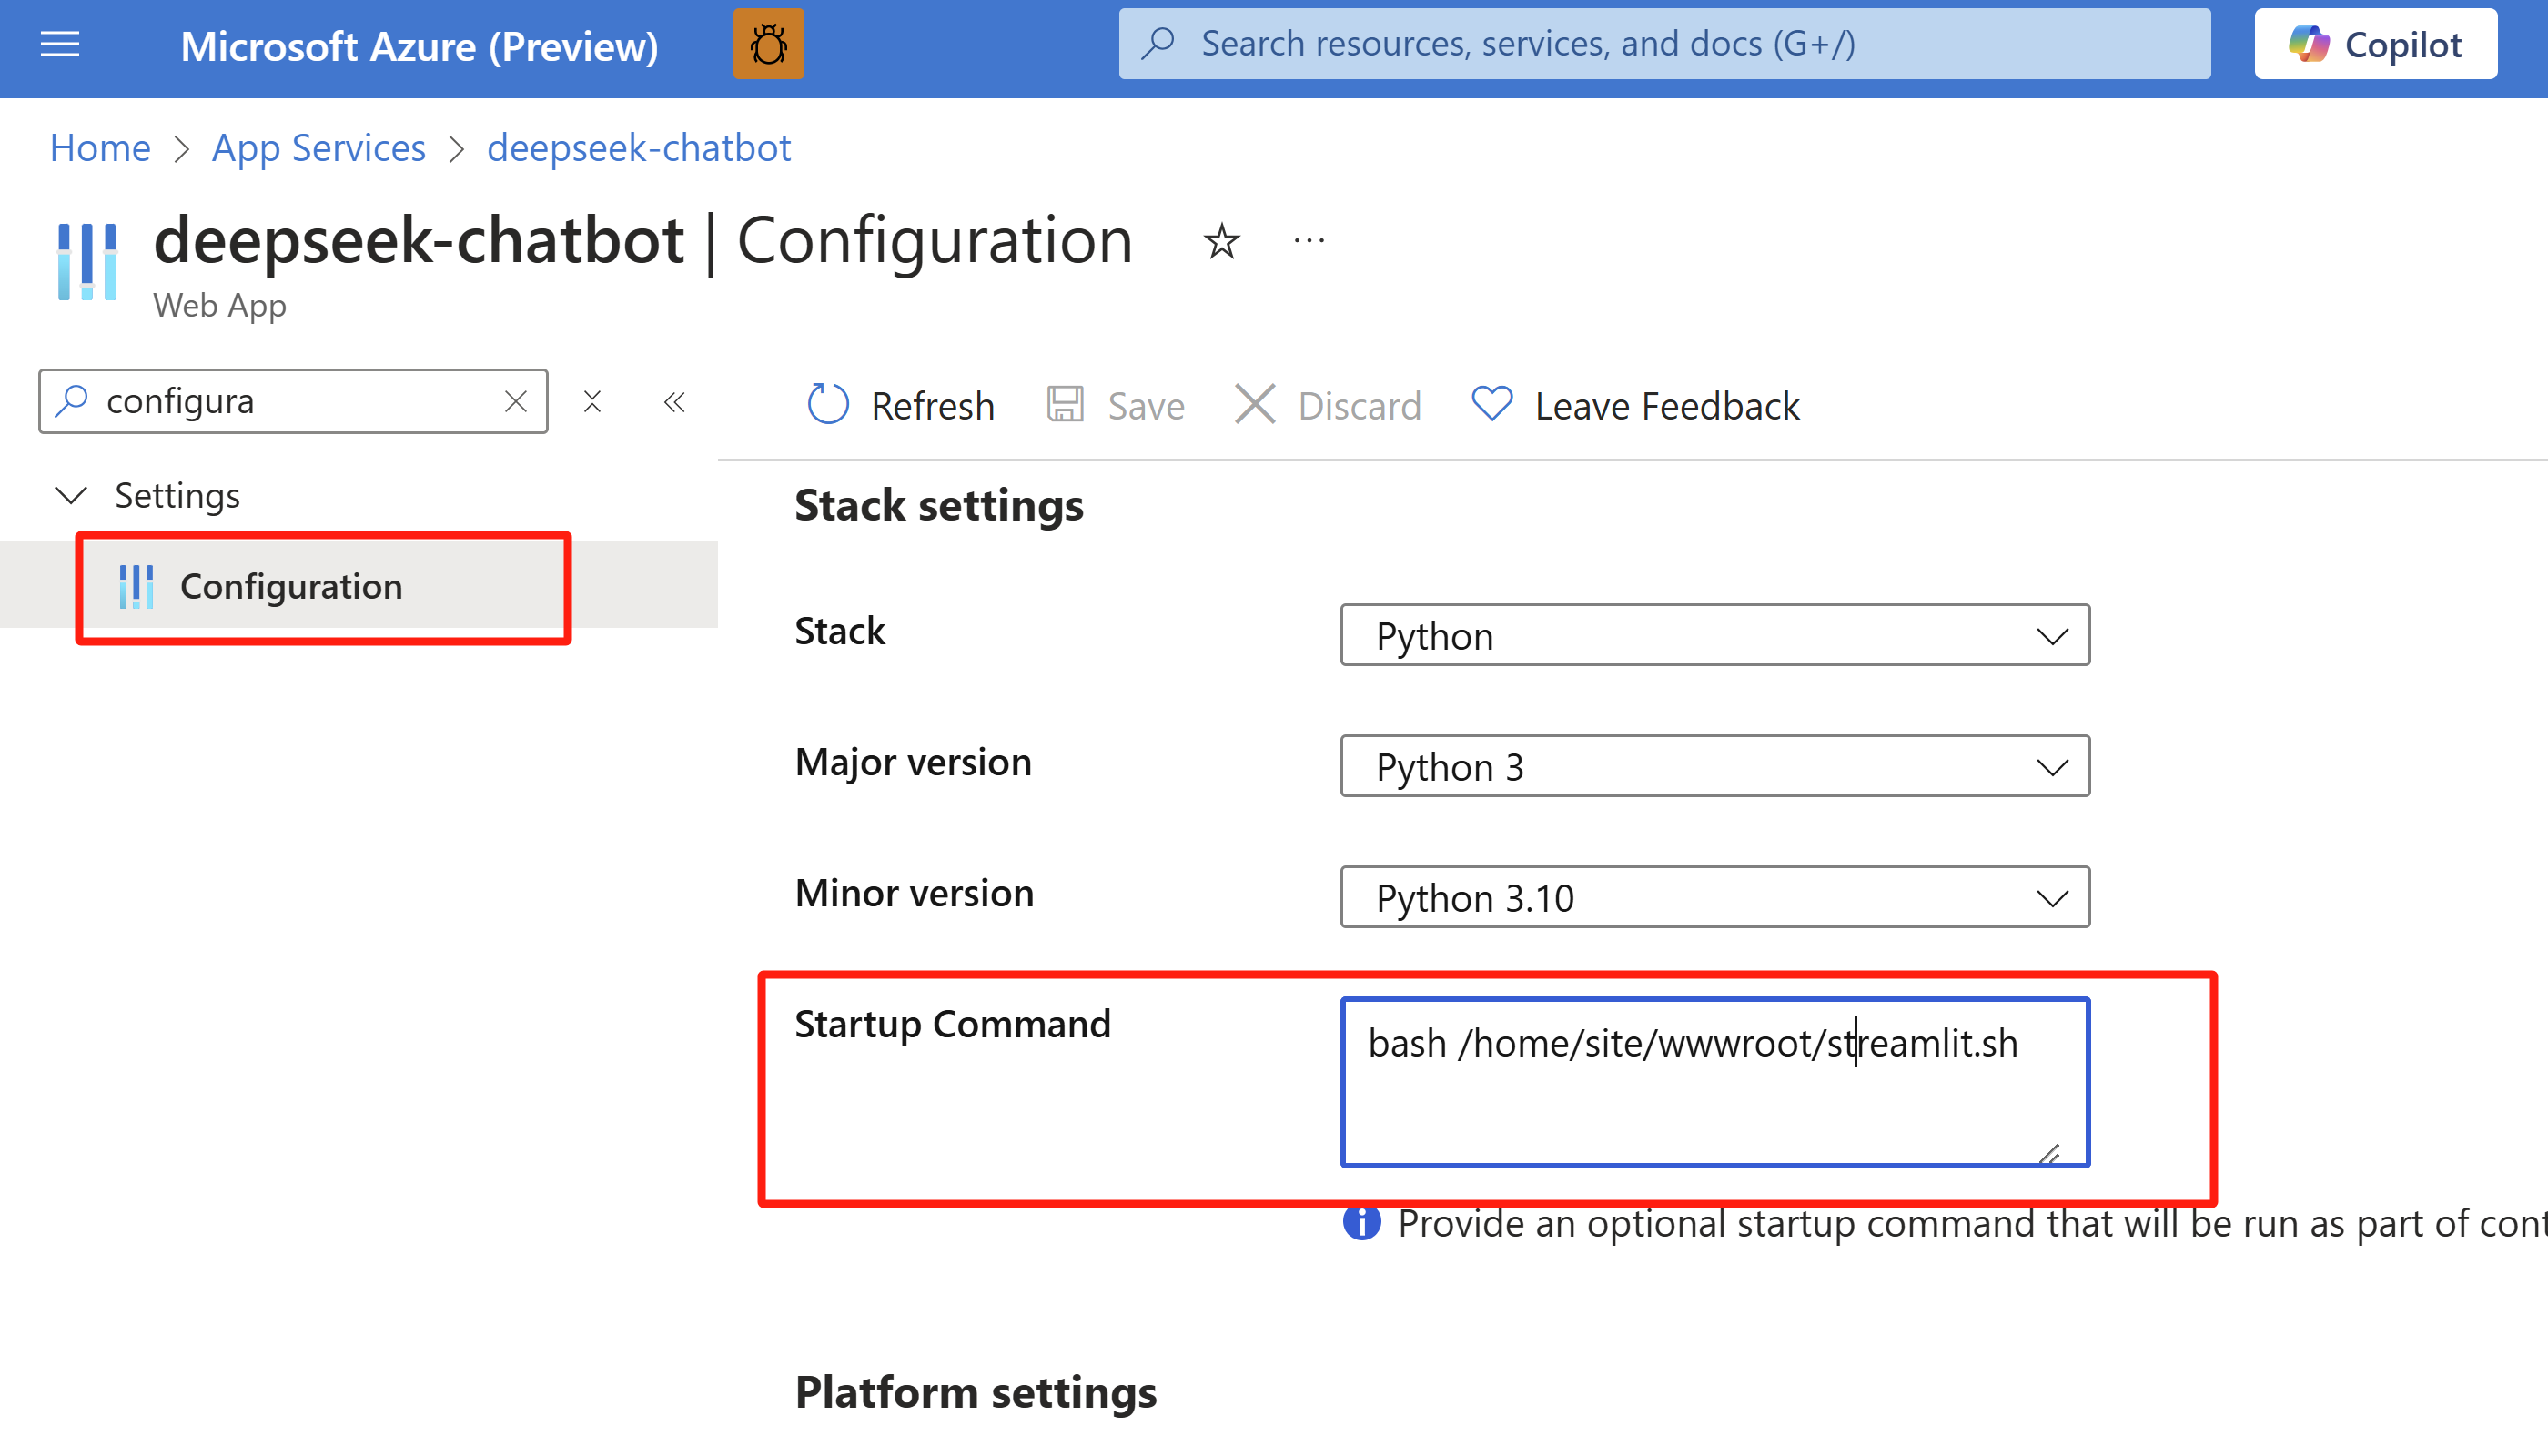 Microsoft Azure (Preview)
Search resources, services, and docs (G+/)
Copilot
Home > App Services > deepseek-chatbot
deepseek-chatbot | Configuration
Web App
configura
Refresh
Save
Discard
Leave Feedback
Settings
Configuration
Stack settings
Stack
Python
Major version
Python 3
Minor version
Python 3.10
Startup Command
bash /home/site/wwwroot/streamlit.sh
Provide an optional startup command that will be run as part of cont
Platform settings